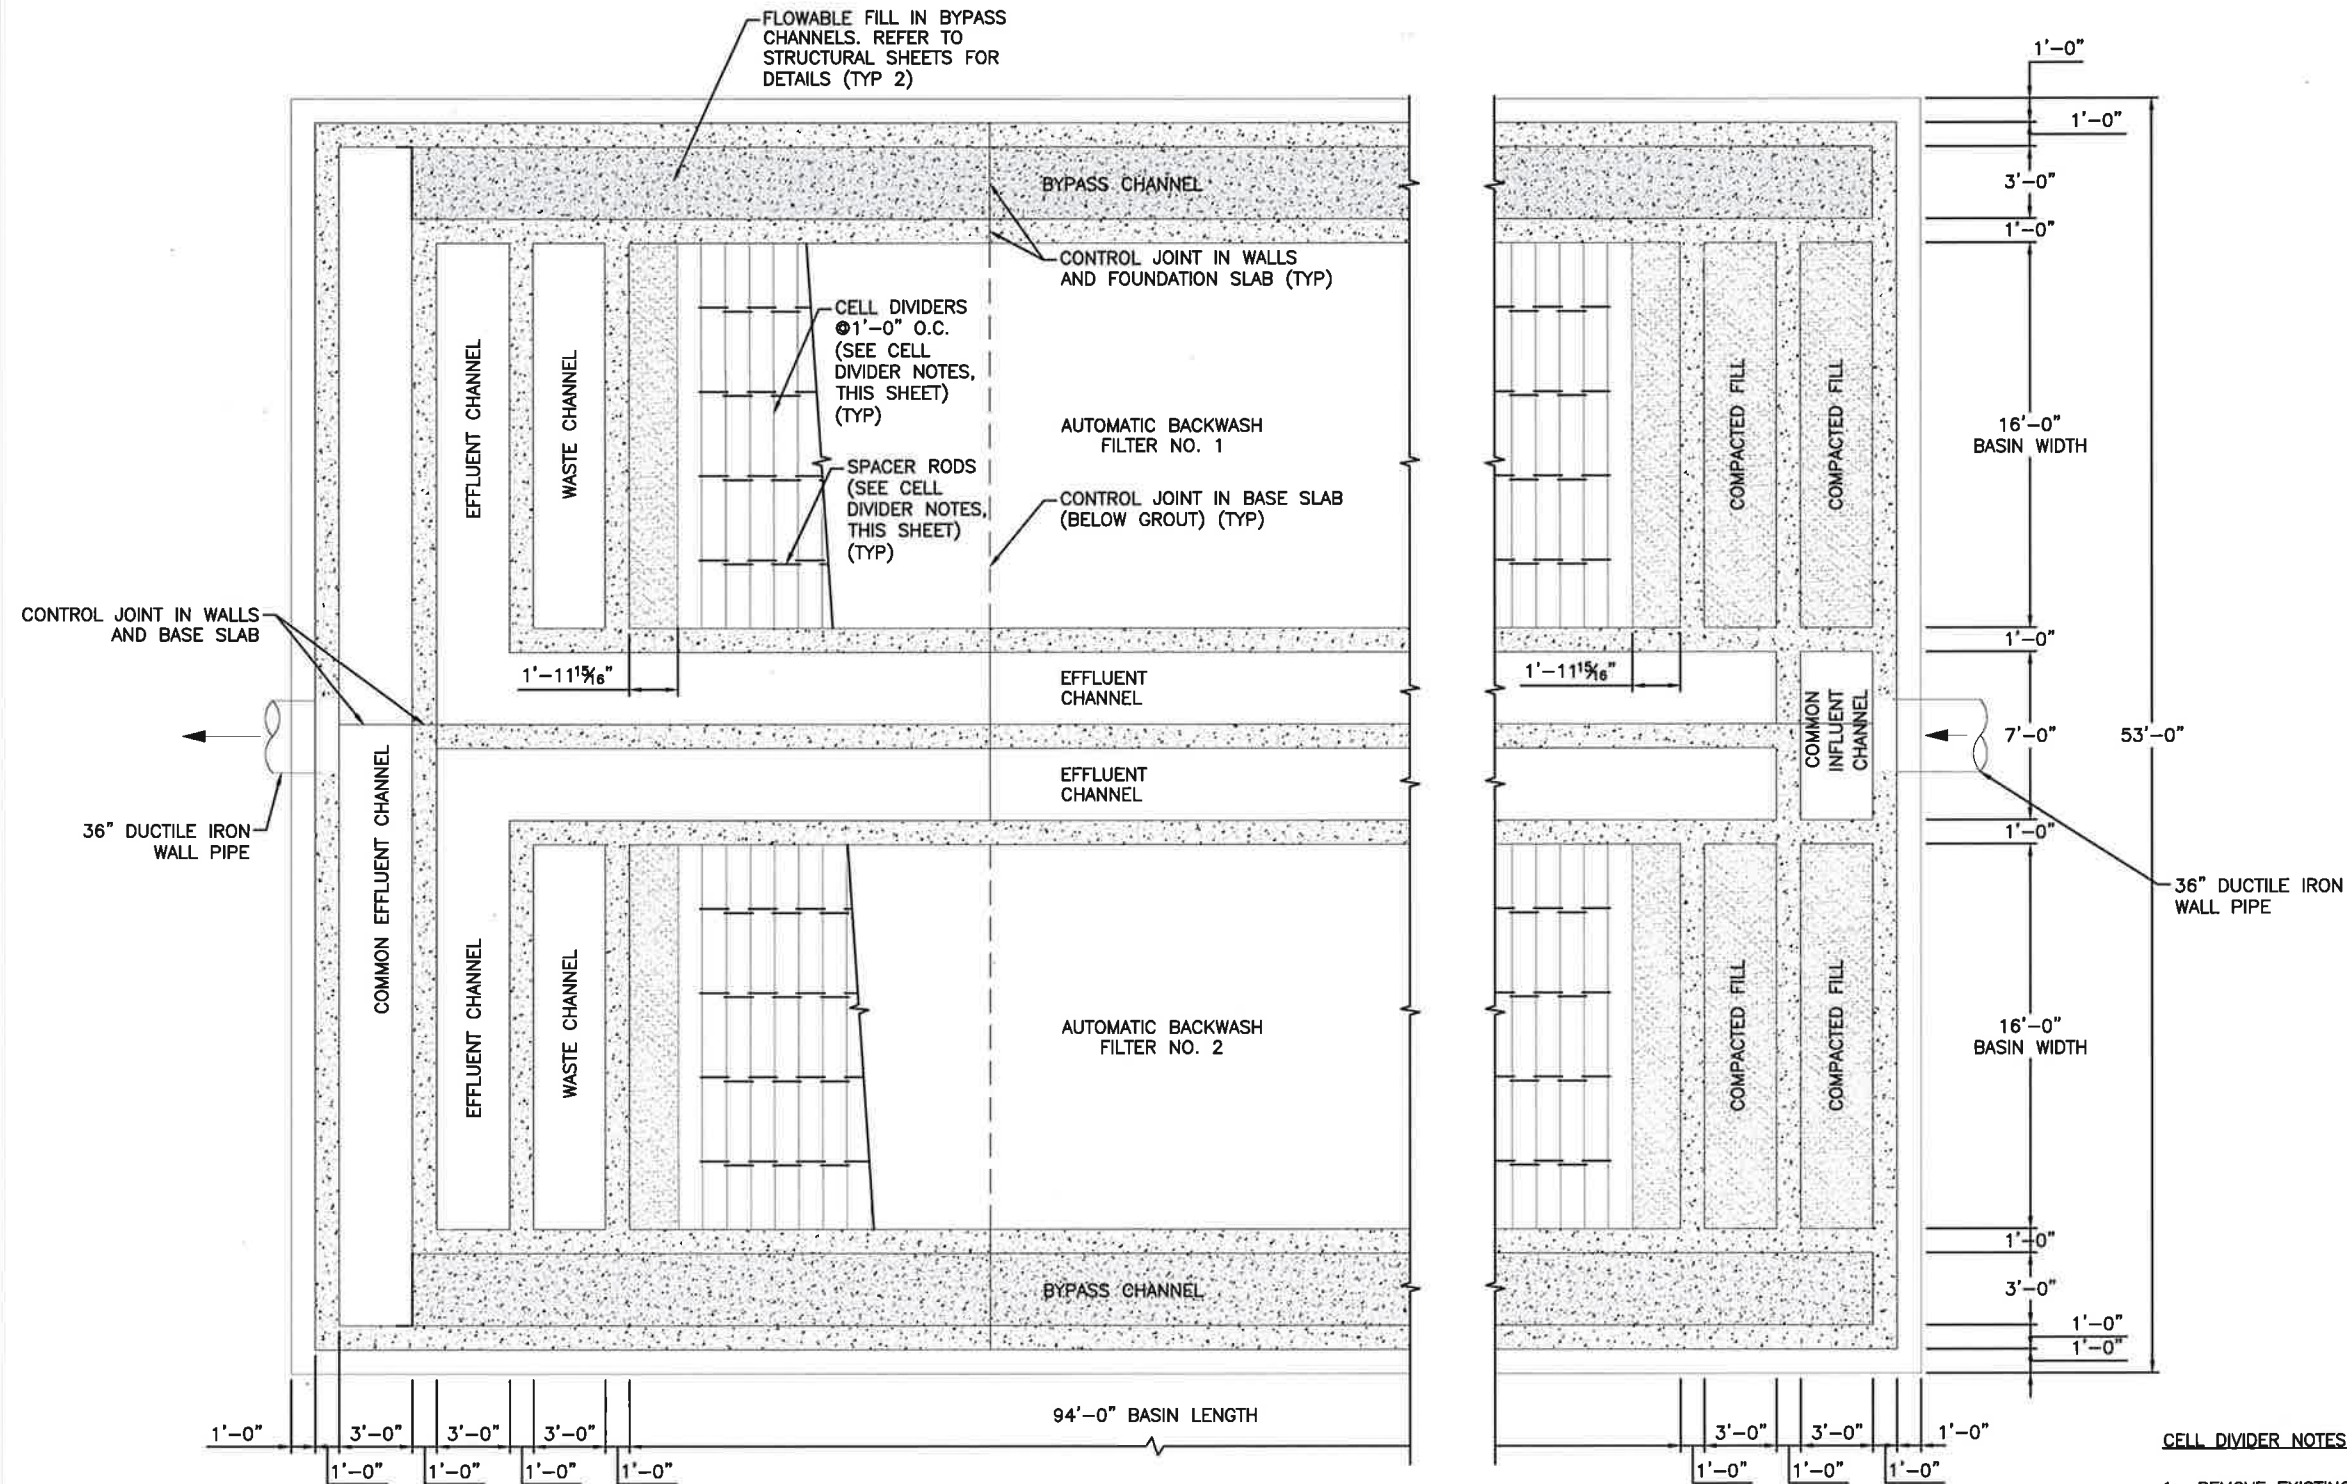 FLOWABLE FILL IN BYPASS
CHANNELS. REFER TO
STRUCTURAL SHEETS FOR
DETAILS (TYP 2)
1'-0"
1'-0"
BYPASS CHANNEL
3'-0"
1'-0"
CONTROL JOINT IN WALLS
AND FOUNDATION SLAB (TYP)
CELL DIVIDERS
@1'-0" O.C.
(SEE CELL
DIVIDER NOTES,
THIS SHEET)
(TYP)
EFFLUENT CHANNEL
WASTE CHANNEL
AUTOMATIC BACKWASH
FILTER NO. 1
COMPACTED FILL
COMPACTED FILL
16'-0"
BASIN WIDTH
SPACER RODS
(SEE CELL
DIVIDER NOTES,
THIS SHEET)
(TYP)
CONTROL JOINT IN BASE SLAB
(BELOW GROUT) (TYP)
CONTROL JOINT IN WALLS
AND BASE SLAB
1'-0"
1'-11 15/16"
EFFLUENT
CHANNEL
1'-11 15/16"
COMMON
INFLUENT
CHANNEL
7'-0"
53'-0"
EFFLUENT
CHANNEL
COMMON EFFLUENT CHANNEL
36" DUCTILE IRON
WALL PIPE
1'-0"
36" DUCTILE IRON
WALL PIPE
EFFLUENT CHANNEL
WASTE CHANNEL
AUTOMATIC BACKWASH
FILTER NO. 2
COMPACTED FILL
COMPACTED FILL
16'-0"
BASIN WIDTH
1'-0"
BYPASS CHANNEL
3'-0"
1'-0"
1'-0"
1'-0"
3'-0"
3'-0"
3'-0"
94'-0" BASIN LENGTH
3'-0"
3'-0"
1'-0"
1'-0"
1'-0"
1'-0"
1'-0"
1'-0"
1'-0"
1'-0"
CELL DIVIDER NOTES